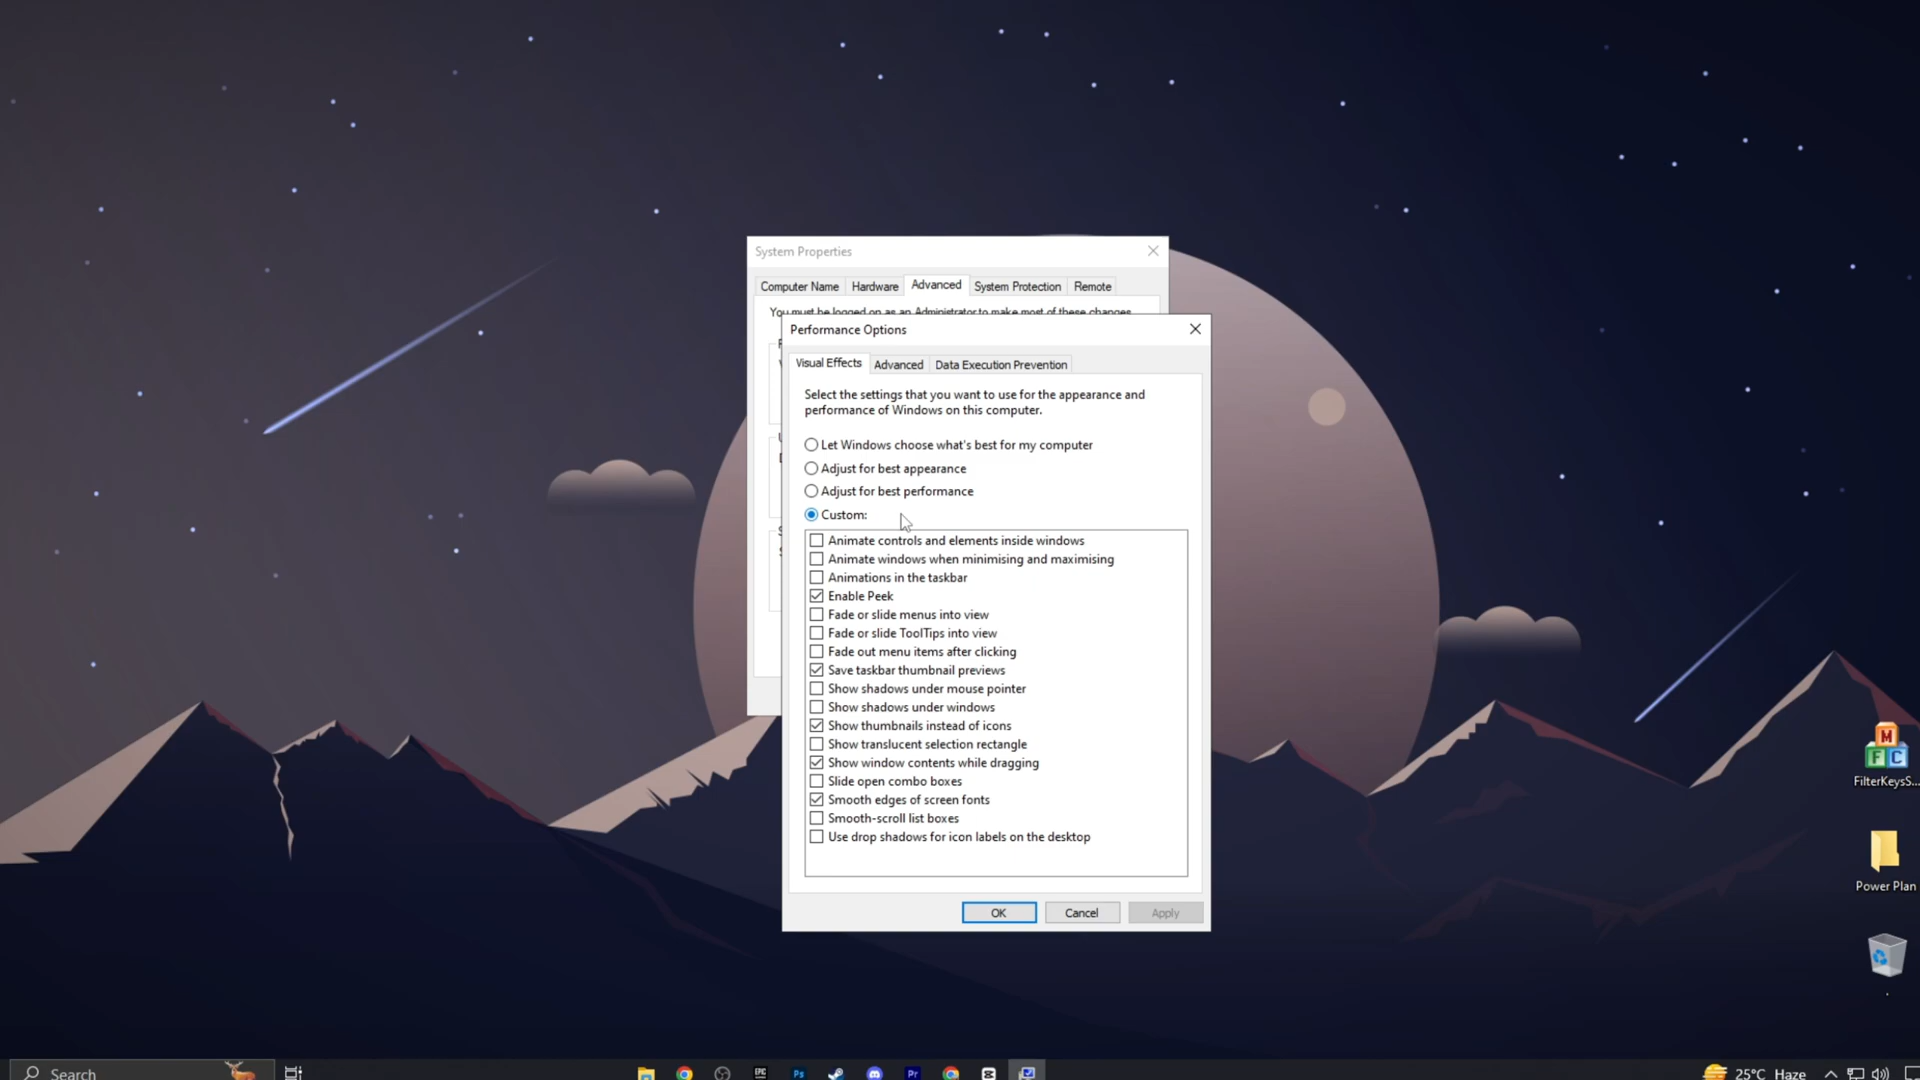 System Properties
Computer Name
Hardware
Advanced
System Protection
Remote
You must be logged on as an Administrator to make most of these changes.
Performance Options
Visual Effects
Advanced
Data Execution Prevention
Select the settings that you want to use for the appearance and
performance of Windows on this computer.
Let Windows choose what's best for my computer
Adjust for best appearance
Adjust for best performance
Custom:
Animate controls and elements inside windows
Animate windows when minimising and maximising
Animations in the taskbar
Enable Peek
Fade or slide menus into view
Fade or slide ToolTips into view
Fade out menu items after clicking
Save taskbar thumbnail previews
Show shadows under mouse pointer
Show shadows under windows
Show thumbnails instead of icons
Show translucent selection rectangle
Show window contents while dragging
Slide open combo boxes
Smooth edges of screen fonts
Smooth-scroll list boxes
Use drop shadows for icon labels on the desktop
OK
Cancel
Apply
M
F C
FilterKeysS...
Power Plan
.
Search
EPIC
Ps
Pr
25°C Haze